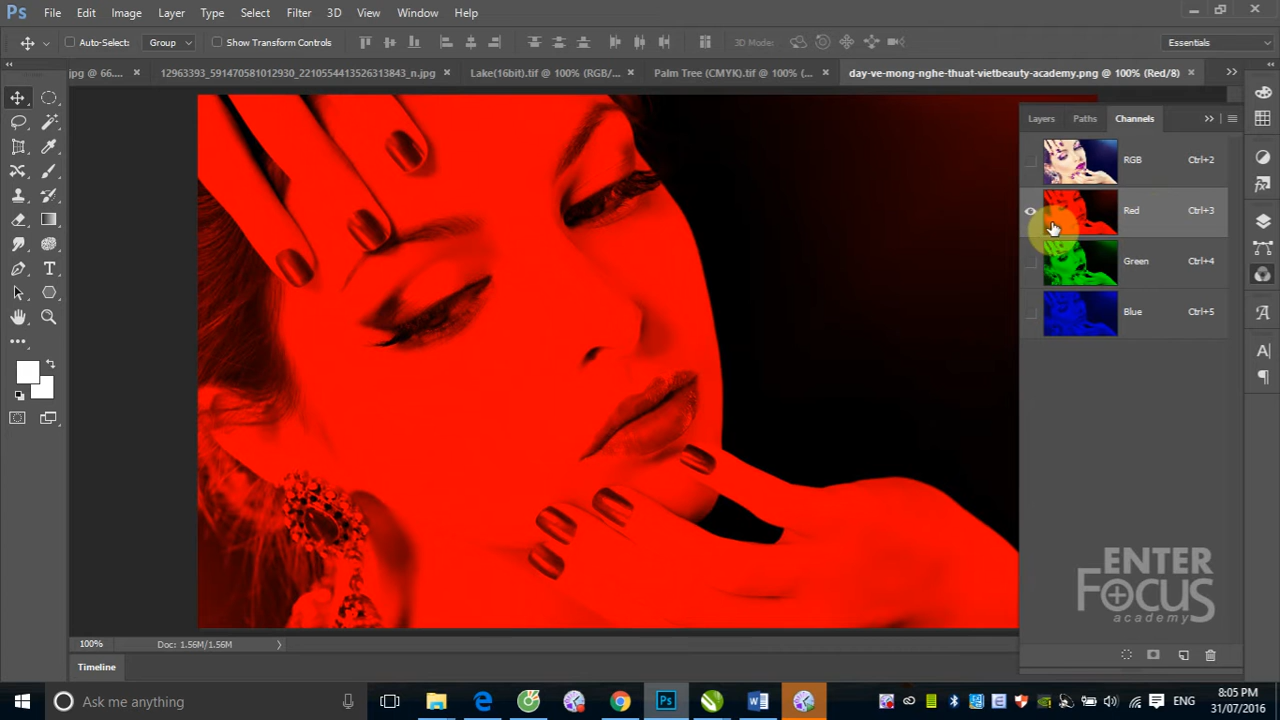 Ps File Edit Image Layer Type Select Filter 3D View Window Help
Auto-Select: Group Show Transform Controls 3D Mode: Essentials
jpg @ 66.... × 12963393_591470581012930_2210554413526313843_n.jpg × Lake(16bit).tif @ 100% (RGB/... × Palm Tree (CMYK).tif @ 100% (... × day-ve-mong-nghe-thuat-vietbeauty-academy.png @ 100% (Red/8) ×
Layers Paths Channels
RGB Ctrl+2
Red Ctrl+3
Green Ctrl+4
Blue Ctrl+5
ENTER
FOCUS
academy
100% Doc: 1.56M/1.56M
Timeline
Ask me anything
ENG
8:05 PM
31/07/2016